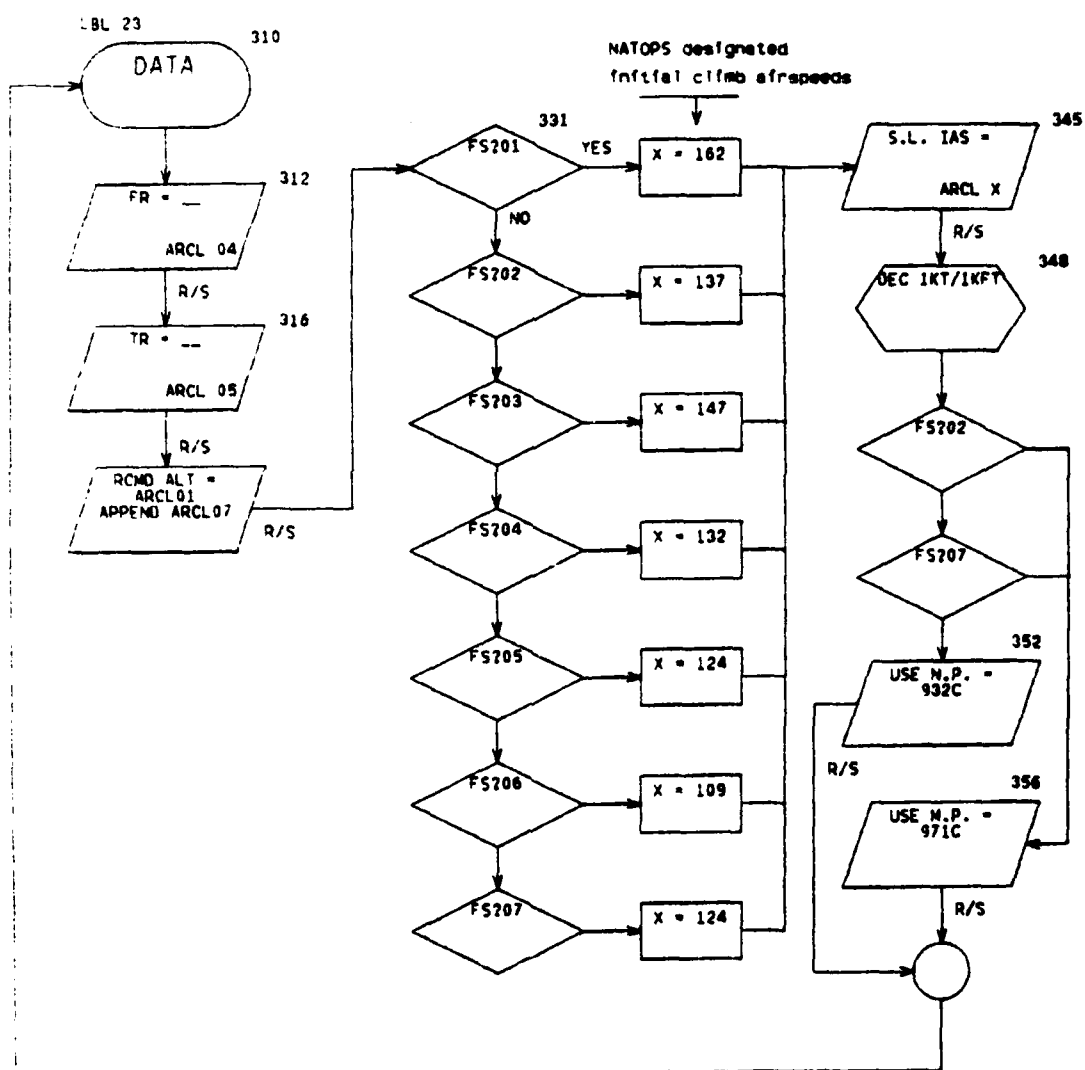 LBL 23
310
DATA
312
FR = __
ARCL 04
R/S
316
TR = __
ARCL 05
R/S
RCMD ALT =
ARCL01
APPEND ARCL07
R/S
NATOPS designated
initial climb airspeeds
331
FS?01
YES
X = 162
NO
FS?02
X = 137
FS?03
X = 147
FS?04
X = 132
FS?05
X = 124
FS?06
X = 109
FS?07
X = 124
345
S.L. IAS =
ARCL X
R/S
348
DEC 1KT/1KFT
FS?02
FS?07
352
USE N.P. =
932C
R/S
356
USE N.P. =
971C
R/S